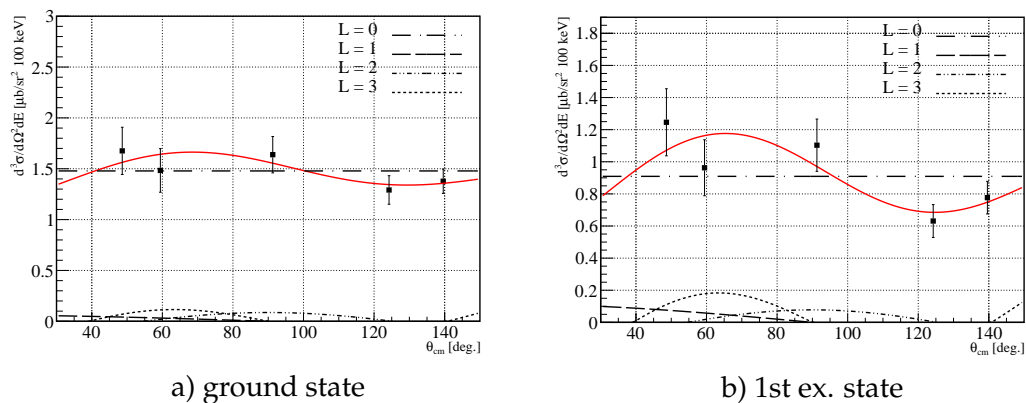 d³σ/dΩ²dE [μb/sr² 100 keV]
3
2.5
2
1.5
1
0.5
0
40 60 80 100 120 140
θcm [deg.]
L = 0
L = 1
L = 2
L = 3
a) ground state
d³σ/dΩ²dE [μb/sr² 100 keV]
1.8
1.6
1.4
1.2
1
0.8
0.6
0.4
0.2
0
40 60 80 100 120 140
θcm [deg.]
L = 0
L = 1
L = 2
L = 3
b) 1st ex. state